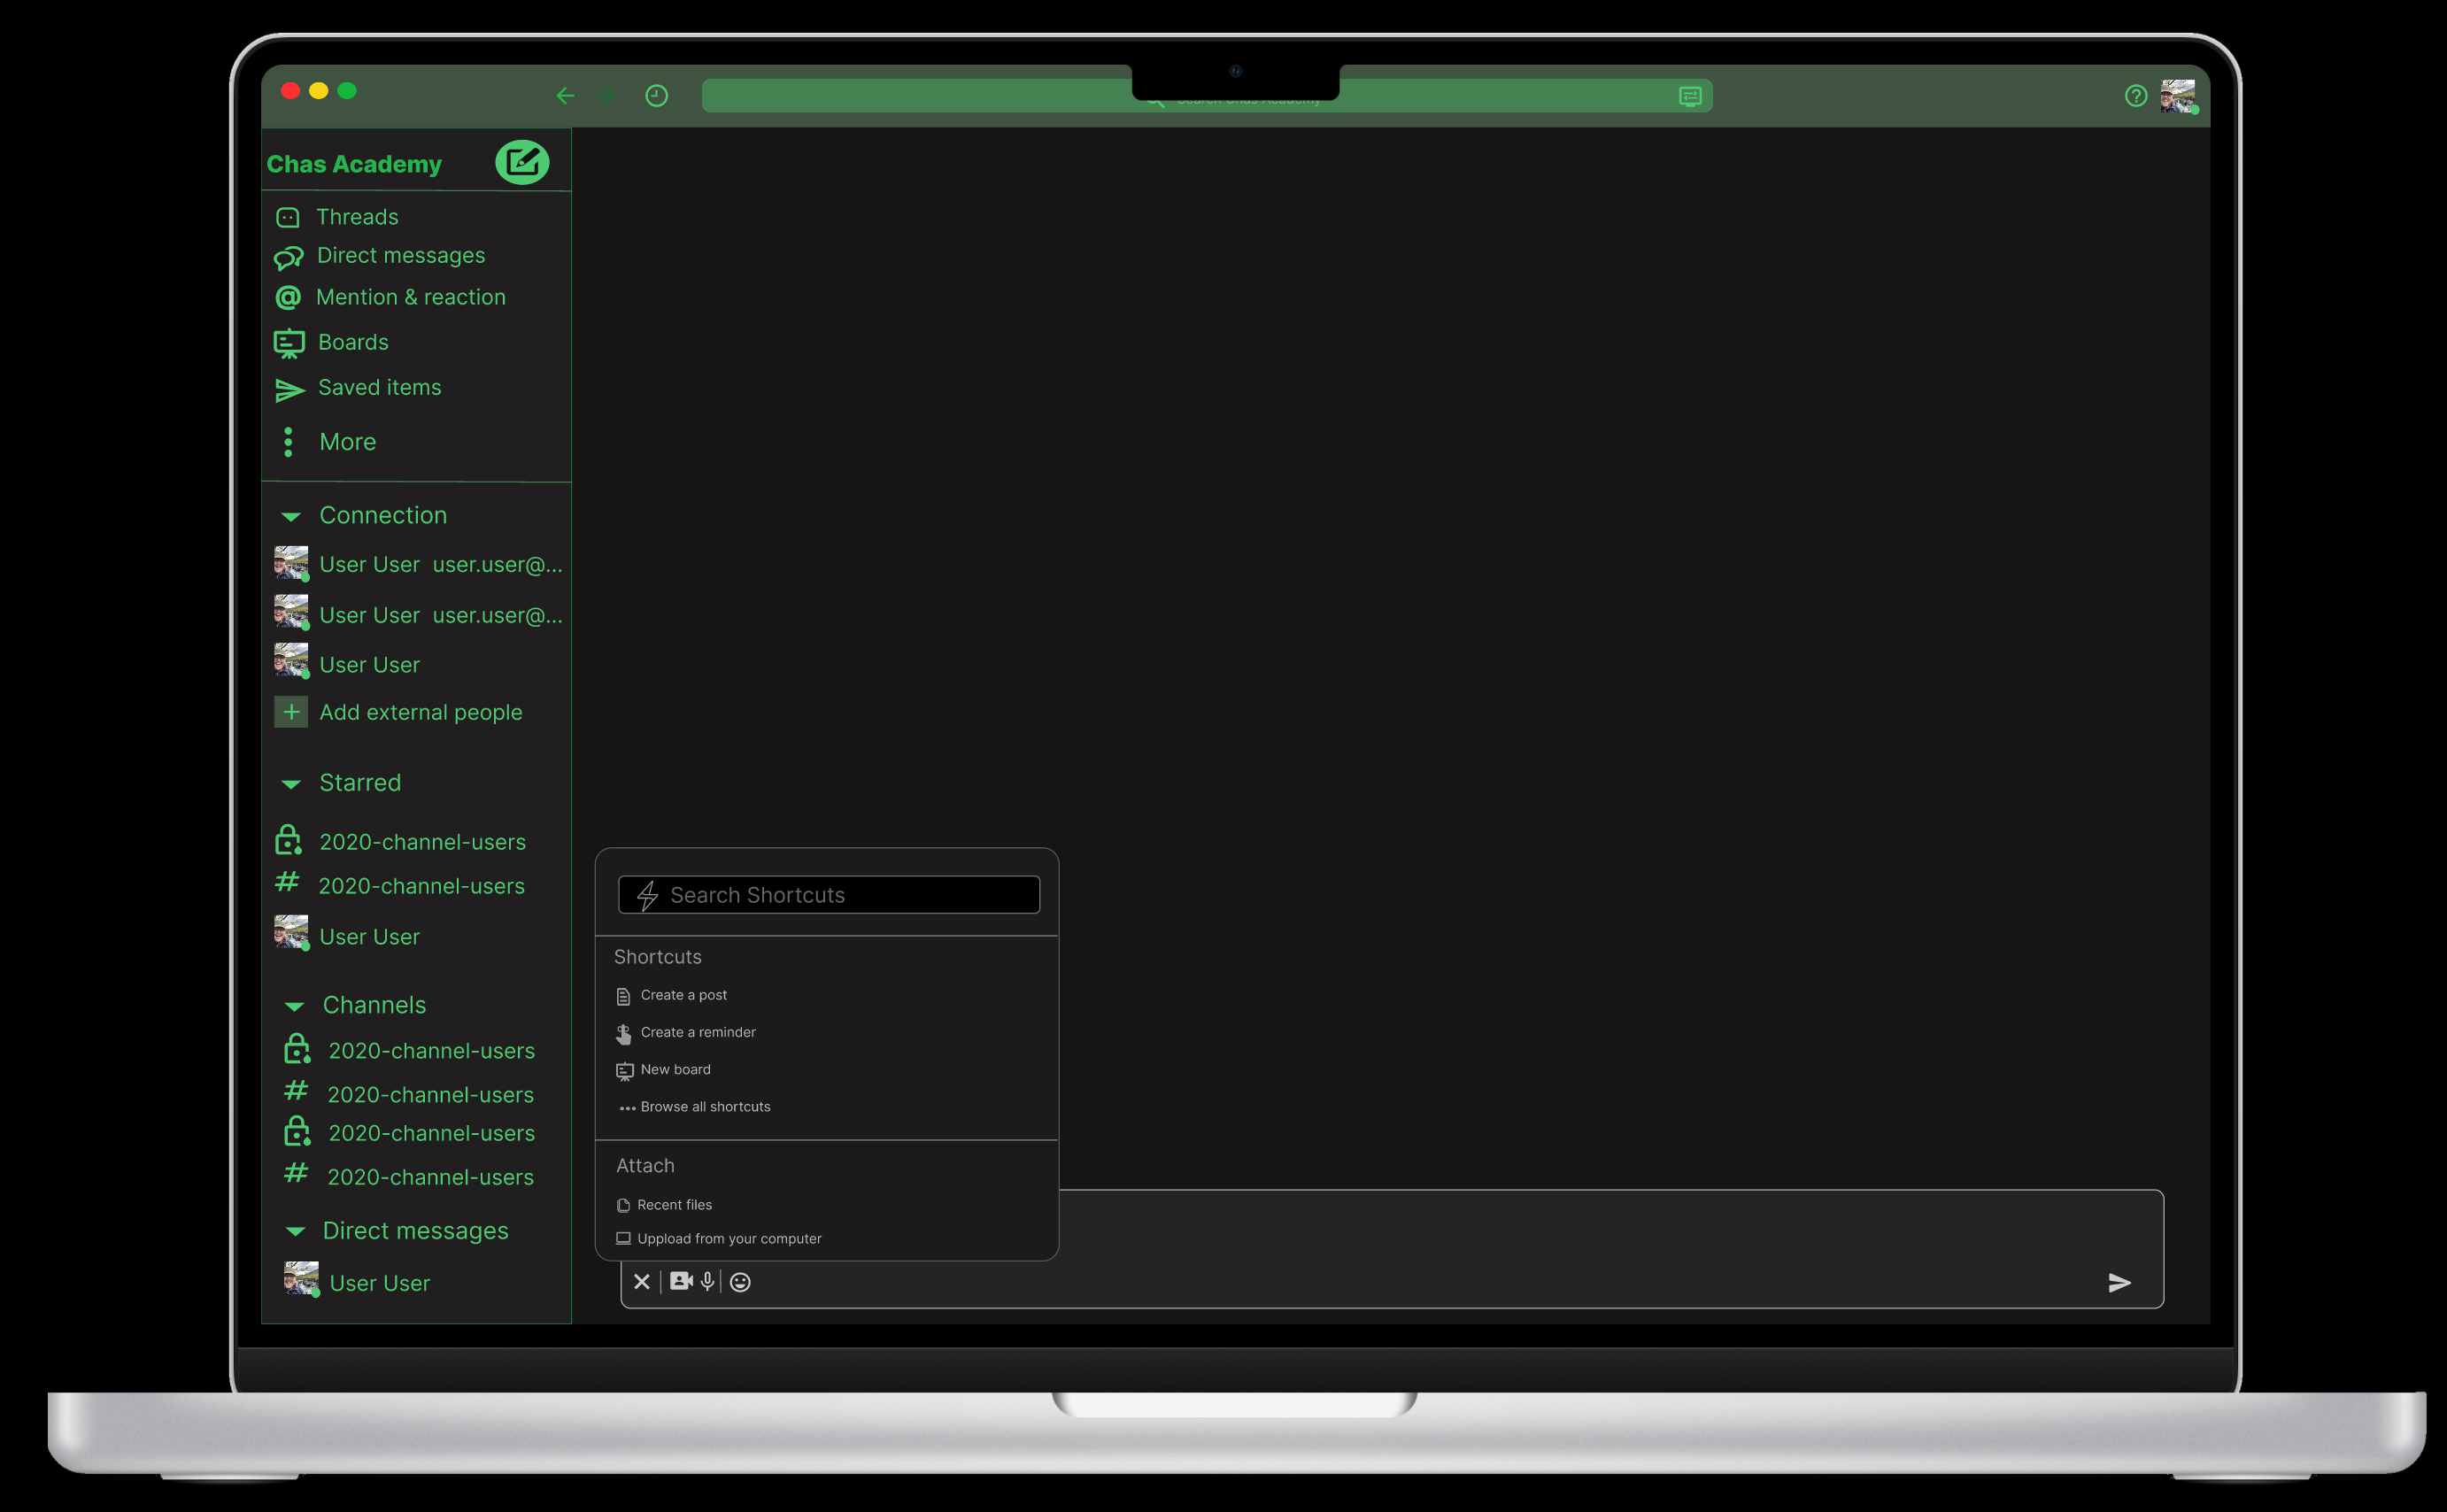 Search Chas Academy
Chas Academy
Threads
Direct messages
@ Mention & reaction
Boards
Saved items
More
Connection
User User user.user@...
User User user.user@...
User User
+ Add external people
Starred
2020-channel-users
# 2020-channel-users
User User
Channels
2020-channel-users
# 2020-channel-users
2020-channel-users
# 2020-channel-users
Direct messages
User User
Search Shortcuts
Shortcuts
Create a post
Create a reminder
New board
Browse all shortcuts
Attach
Recent files
Uppload from your computer